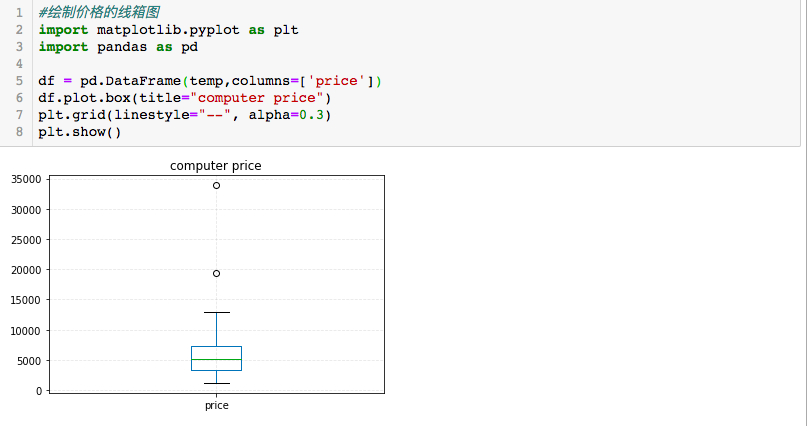 1 #绘制价格的线箱图
2 import matplotlib.pyplot as plt
3 import pandas as pd
4
5 df = pd.DataFrame(temp,columns=['price'])
6 df.plot.box(title="computer price")
7 plt.grid(linestyle="--", alpha=0.3)
8 plt.show()
computer price
35000
30000
25000
20000
15000
10000
5000
0
price